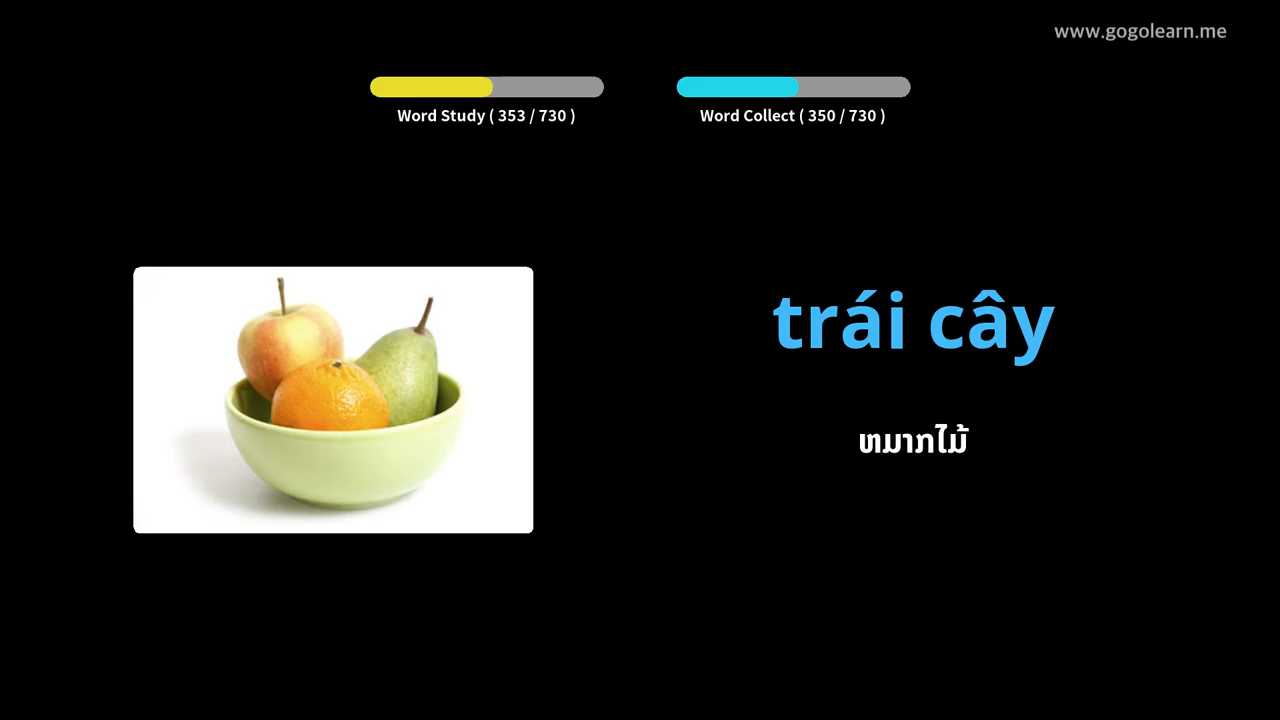 www.gogolearn.me
Word Study ( 353 / 730 )
Word Collect ( 350 / 730 )
trái cây
ຫມາກໄມ້